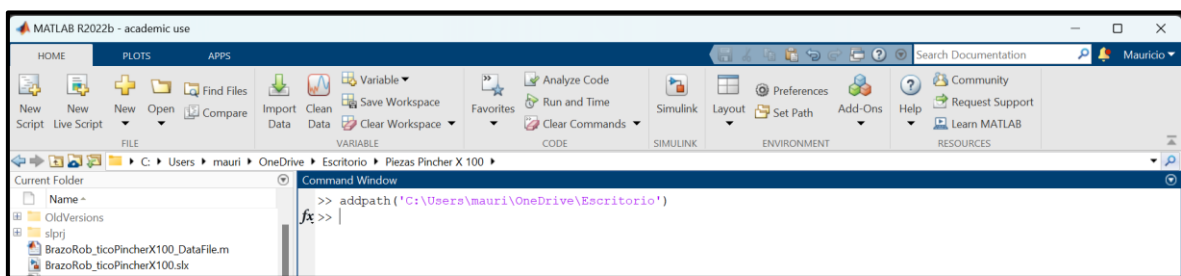 MATLAB R2022b - academic use
HOME PLOTS APPS Search Documentation Mauricio
New Script New Live Script New Open Find Files Compare Import Data Clean Data Variable Save Workspace Clear Workspace Favorites Analyze Code Run and Time Clear Commands Simulink Layout Preferences Set Path Add-Ons Help Community Request Support Learn MATLAB
FILE VARIABLE CODE SIMULINK ENVIRONMENT RESOURCES
C: Users mauri OneDrive Escritorio Piezas Pincher X 100
Current Folder Command Window
Name
>> addpath('C:\Users\mauri\OneDrive\Escritorio')
OldVersions
fx >>
slprj
BrazoRob_ticoPincherX100_DataFile.m
BrazoRob_ticoPincherX100.slx